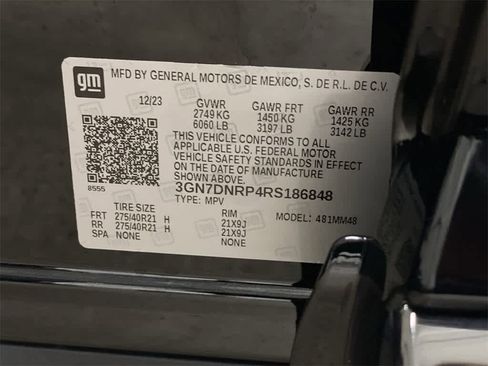 gm
MFD BY GENERAL MOTORS DE MEXICO, S. DE R.L. DE C.V.
12/23 GVWR GAWR FRT GAWR RR
2749 KG 1450 KG 1425 KG
6060 LB 3197 LB 3142 LB
THIS VEHICLE CONFORMS TO ALL
APPLICABLE U.S. FEDERAL MOTOR
VEHICLE SAFETY STANDARDS IN EFFECT
ON THE DATE OF MANUFACTURE
SHOWN ABOVE.
8555 3GN7DNRP4RS186848
TYPE: MPV
TIRE SIZE RIM MODEL: 481MM48
FRT 275/40R21 H 21X9J
RR 275/40R21 H 21X9J
SPA NONE NONE